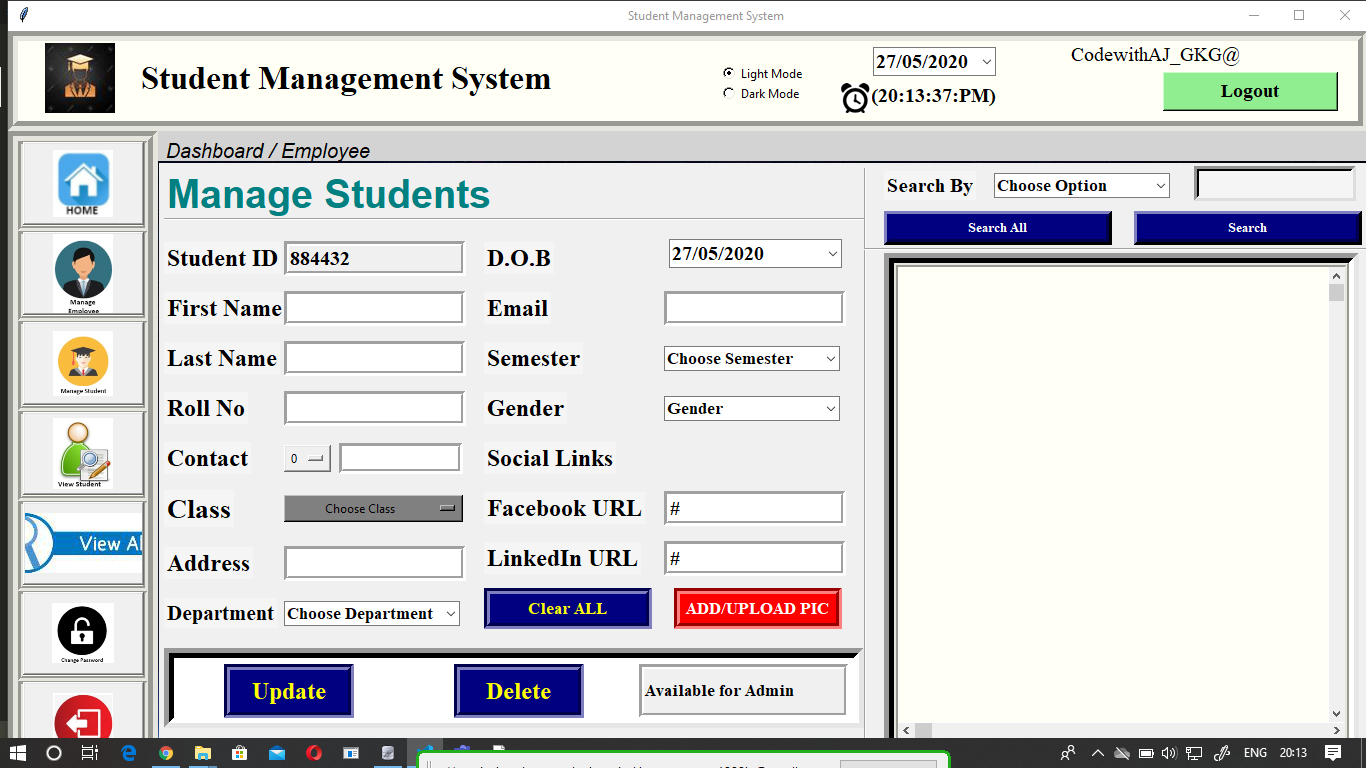 Student Management System
Student Management System
Light Mode
Dark Mode
27/05/2020
(20:13:37:PM)
CodewithAJ_GKG@
Logout
Dashboard / Employee
HOME
Manage
Employee
Manage Student
View Student
View Al
Change Password
Manage Students
Student ID 884432
D.O.B 27/05/2020
First Name
Email
Last Name
Semester Choose Semester
Roll No
Gender Gender
Contact 0
Social Links
Class Choose Class
Facebook URL #
Address
LinkedIn URL #
Department Choose Department
Clear ALL
ADD/UPLOAD PIC
Update
Delete
Available for Admin
Search By Choose Option
Search All
Search
ENG 20:13